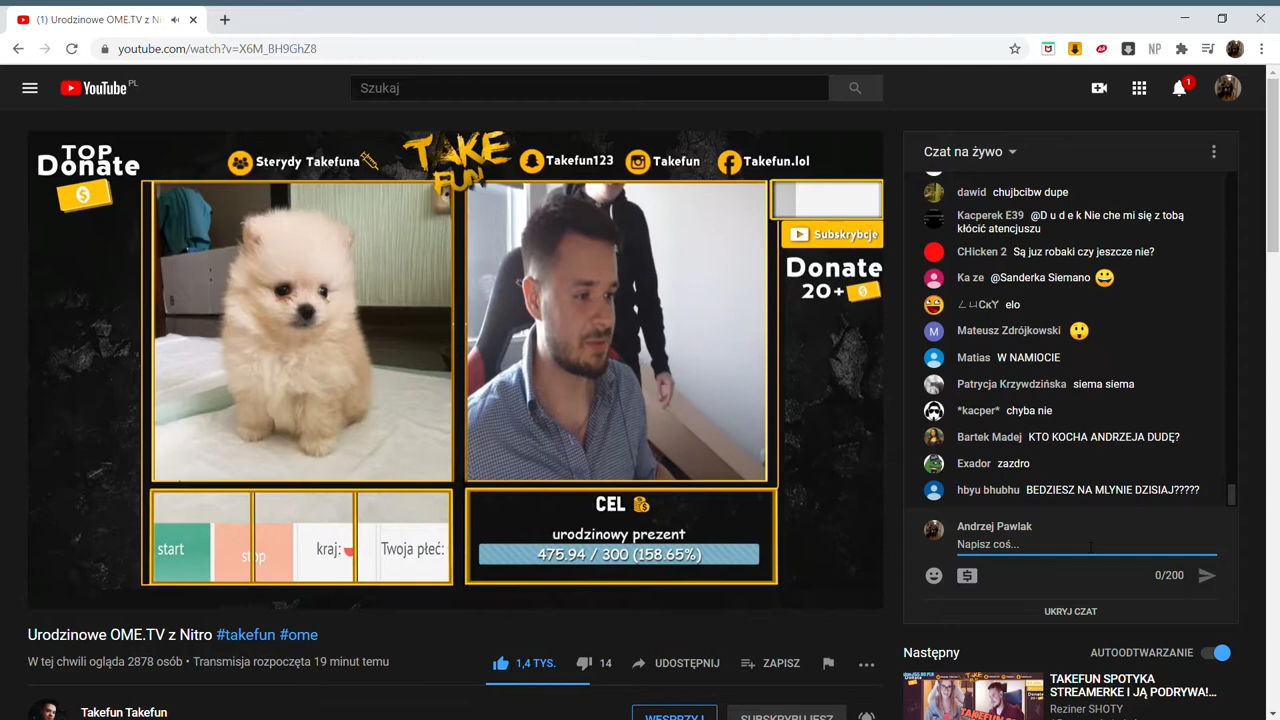 (1) Urodzinowe OME.TV z Nit
youtube.com/watch?v=X6M_BH9GhZ8
NP
YouTube PL
Szukaj
1
TOP
Donate
Sterydy Takefuna
TAKE
FUN
Takefun123
Takefun
Takefun.lol
Subskrybcje
Donate
20+
start
stop
kraj:
Twoja płeć:
CEL
urodzinowy prezent
475.94 / 300 (158.65%)
Urodzinowe OME.TV z Nitro #takefun #ome
W tej chwili ogląda 2878 osób • Transmisja rozpoczęta 19 minut temu
1,4 TYS.
14
UDOSTĘPNIJ
ZAPISZ
Takefun Takefun
WESPRZYJ
SUBSKRYBUJESZ
Czat na żywo
dawid chujbcibw dupe
Kacperek E39 @D u d e k Nie che mi się z tobą
kłócić atencjuszu
CHicken 2 Są juz robaki czy jeszcze nie?
Ka ze @Sanderka Siemano
elo
Mateusz Zdrójkowski
Matias W NAMIOCIE
Patrycja Krzywdzińska siema siema
*kacper* chyba nie
Bartek Madej KTO KOCHA ANDRZEJA DUDĘ?
Exador zazdro
hbyu bhubhu BEDZIESZ NA MLYNIE DZISIAJ?????
Andrzej Pawlak
Napisz coś...
0/200
UKRYJ CZAT
Następny
AUTOODTWARZANIE
TAKEFUN SPOTYKA
STREAMERKE I JĄ PODRYWA!...
Reziner SHOTY